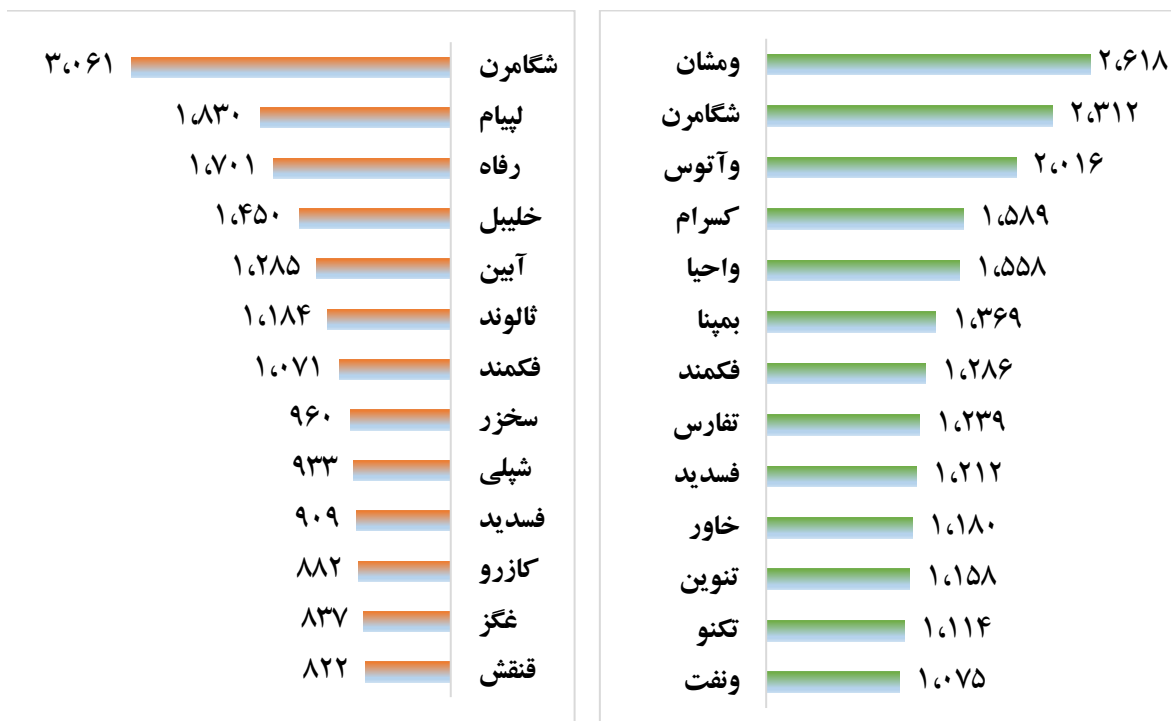 ومشان ۲،۶۱۸
شگامرن ۲،۳۱۲
وآتوس ۲،۰۱۶
کسرام ۱،۵۸۹
واحیا ۱،۵۵۸
بمپنا ۱،۳۶۹
فکمند ۱،۲۸۶
تفارس ۱،۲۳۹
فسدید ۱،۲۱۲
خاور ۱،۱۸۰
تنوین ۱،۱۵۸
تکنو ۱،۱۱۴
ونفت ۱،۰۷۵
شگامرن ۳،۰۶۱
لپیام ۱،۸۳۰
رفاه ۱،۷۰۱
خلیبل ۱،۴۵۰
آبین ۱،۲۸۵
ثالوند ۱،۱۸۴
فکمند ۱،۰۷۱
سخزر ۹۶۰
شپلی ۹۳۳
فسدید ۹۰۹
کازرو ۸۸۲
غگز ۸۳۷
قنقش ۸۲۲